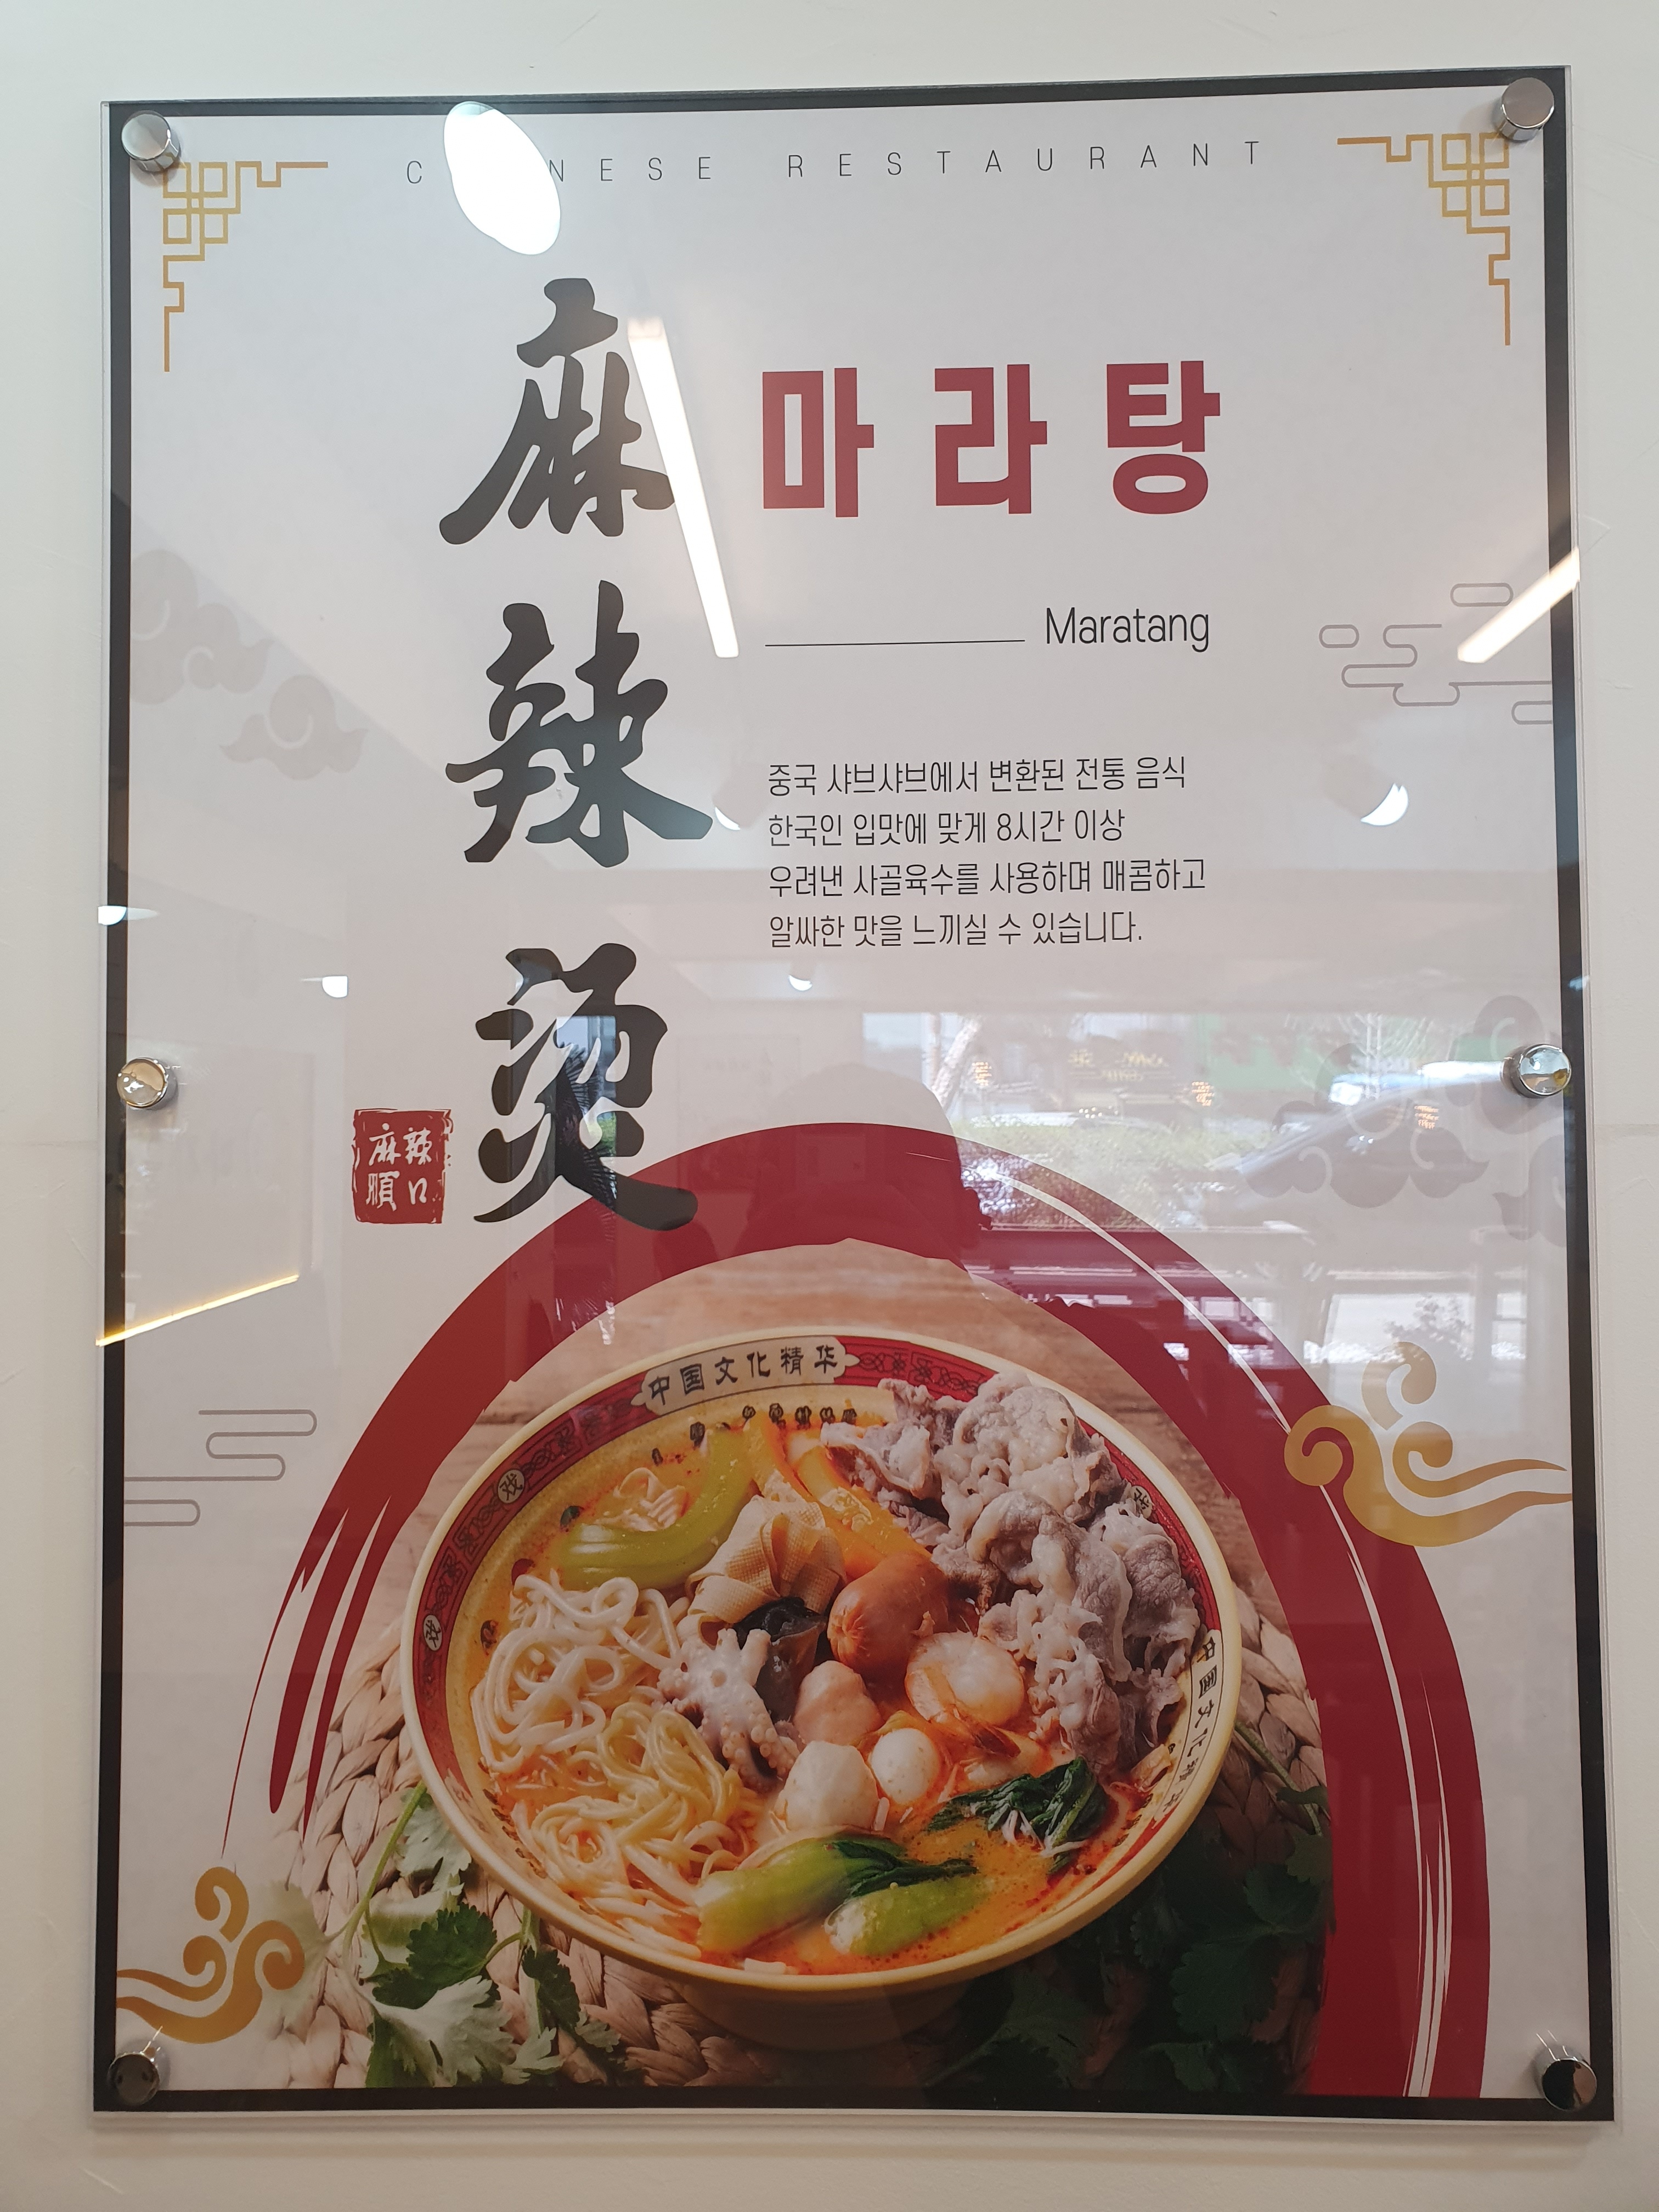 CHINESE RESTAURANT
麻辣烫
마라탕
Maratang
중국 샤브샤브에서 변환된 전통 음식
한국인 입맛에 맞게 8시간 이상
우려낸 사골육수를 사용하며 매콤하고
알싸한 맛을 느끼실 수 있습니다.
麻辣
順口
中国文化精华